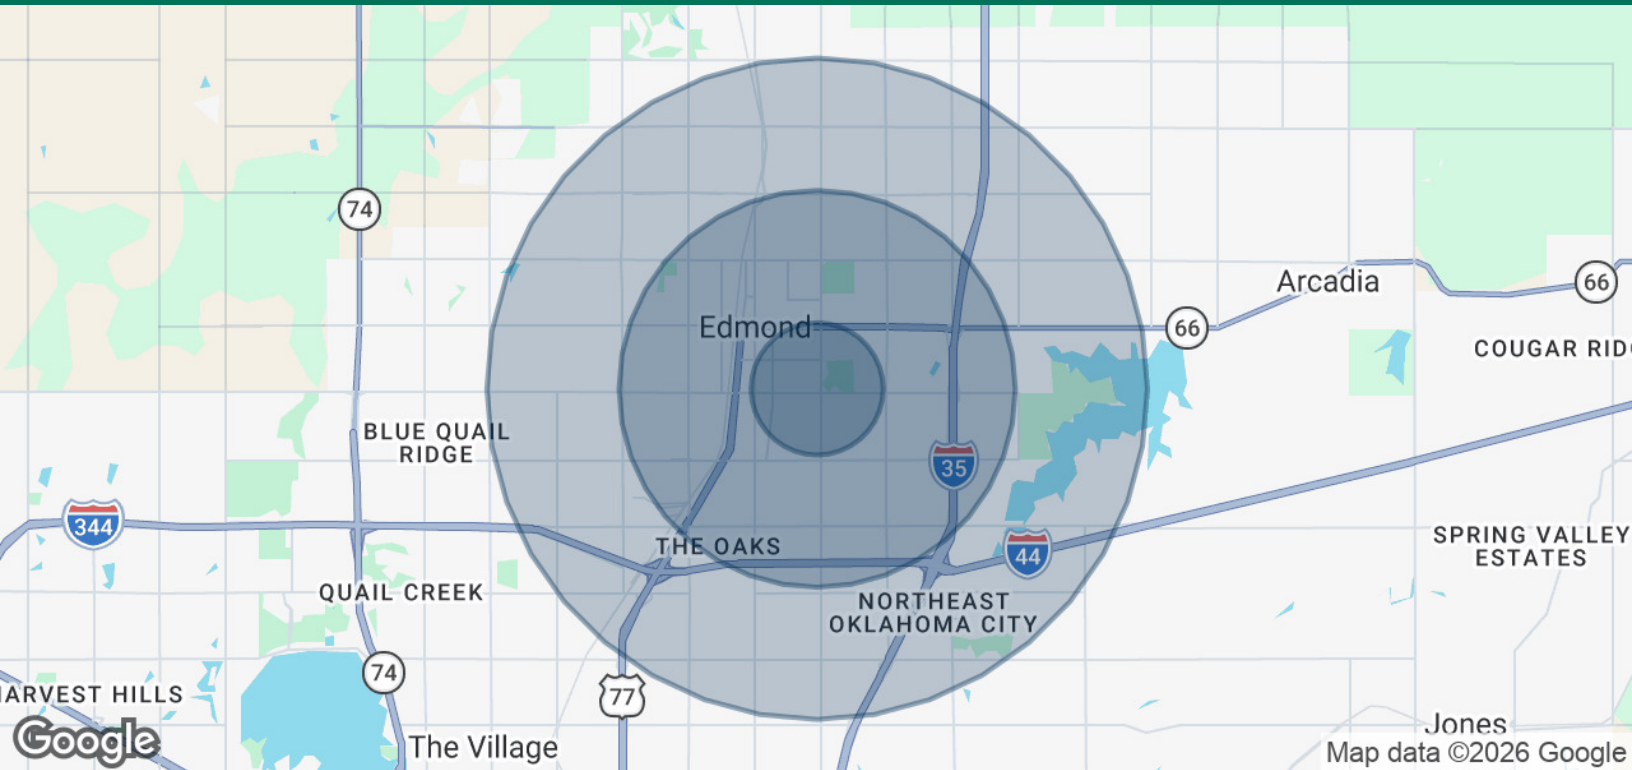 74
Arcadia
66
Edmond
66
COUGAR RID
BLUE QUAIL
RIDGE
35
344
THE OAKS
44
SPRING VALLEY
ESTATES
QUAIL CREEK
NORTHEAST
OKLAHOMA CITY
74
HARVEST HILLS
77
Jones
Google
The Village
Map data ©2026 Google